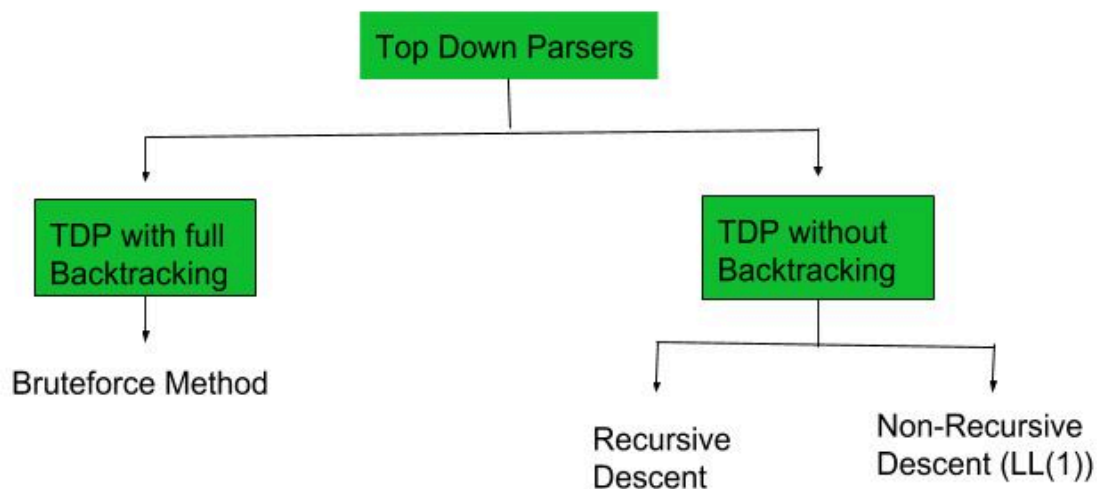 Top Down Parsers
TDP with full
Backtracking
TDP without
Backtracking
Bruteforce Method
Recursive
Descent
Non-Recursive
Descent (LL(1))